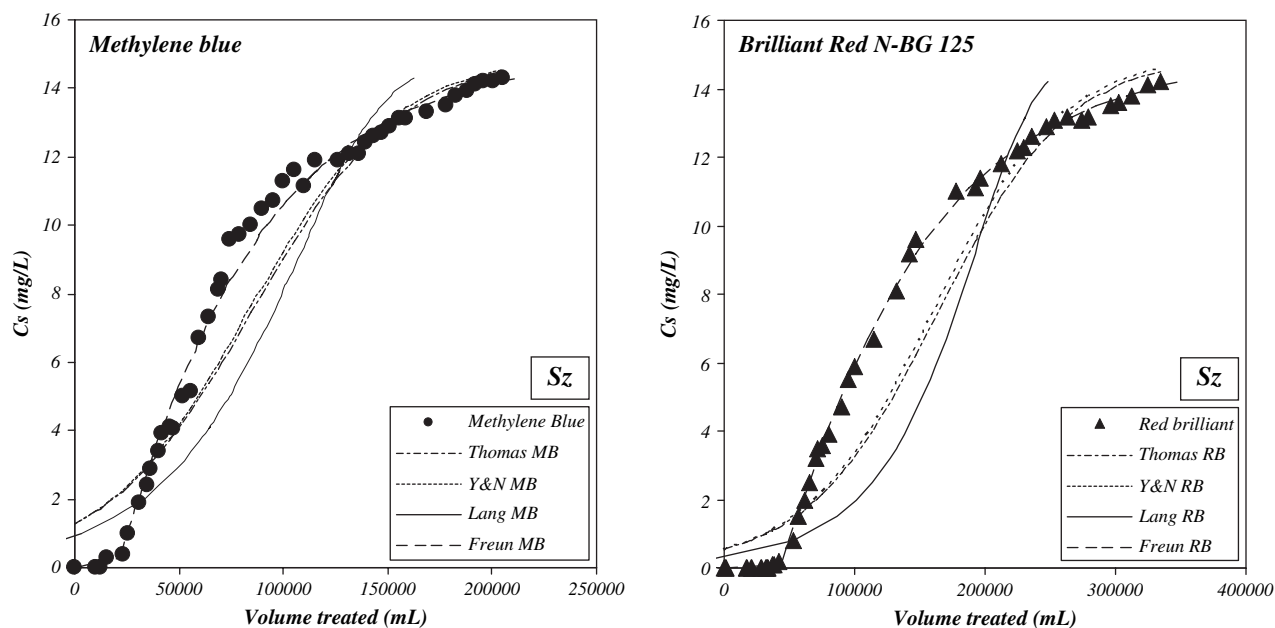 Methylene blue
Cs (mg/L)
16
14
12
10
8
6
4
2
0
0 50000 100000 150000 200000 250000
Volume treated (mL)
Sz
Methylene Blue
Thomas MB
Y&N MB
Lang MB
Freun MB
Brilliant Red N-BG 125
Cs (mg/L)
16
14
12
10
8
6
4
2
0
0 100000 200000 300000 400000
Volume treated (mL)
Sz
Red brilliant
Thomas RB
Y&N RB
Lang RB
Freun RB